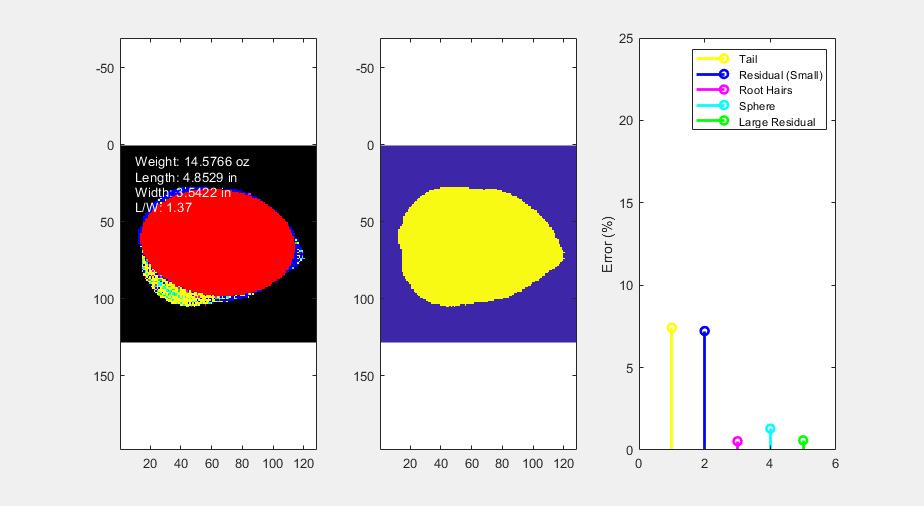 Weight: 14.5766 oz
Length: 4.8529 in
Width: 3.5422 in
L/W: 1.37
-50
0
50
100
150
20 40 60 80 100 120
-50
0
50
100
150
20 40 60 80 100 120
Tail
Residual (Small)
Root Hairs
Sphere
Large Residual
Error (%)
25
20
15
10
5
0
0 2 4 6